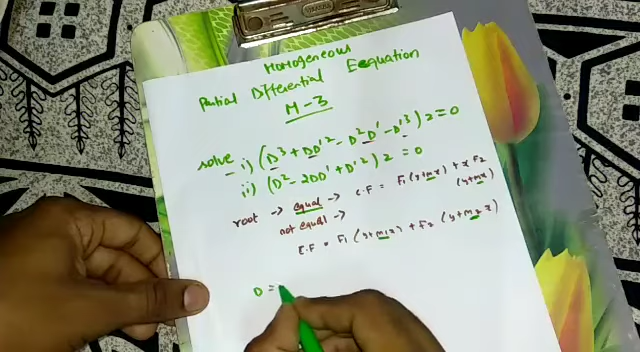 Homogeneous
Partial Differential Eequation
M-3
solve i) (D³ + DD'² - D²D' - D'³) z = 0
ii) (D² - 2DD' + D'²) z = 0
root → equal → C.F = F₁(y+mx) + x F₂
(y+mx)
not equal →
C.F = F₁ (y+m₁x) + F₂ (y+m₂x)
D =